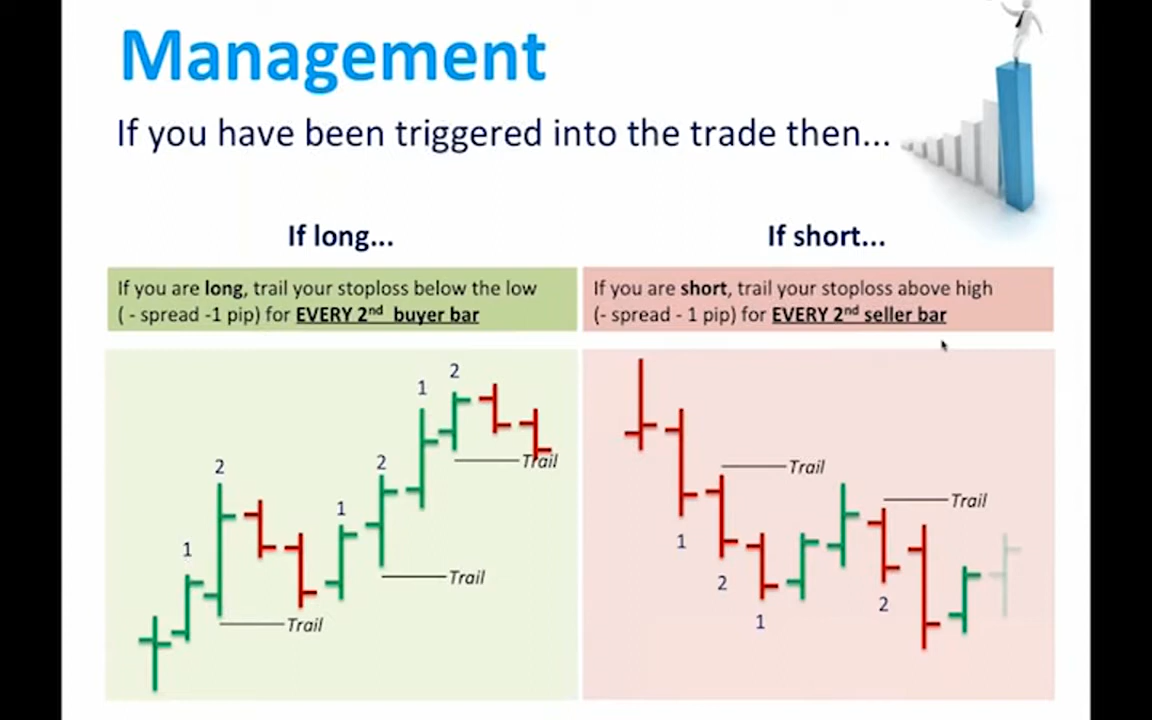 Management
If you have been triggered into the trade then...
If long...
If you are long, trail your stoploss below the low
( - spread -1 pip) for EVERY 2nd buyer bar
2
1
2
2
1
1
Trail
Trail
Trail
If short...
If you are short, trail your stoploss above high
(- spread - 1 pip) for EVERY 2nd seller bar
Trail
Trail
1
2
2
1